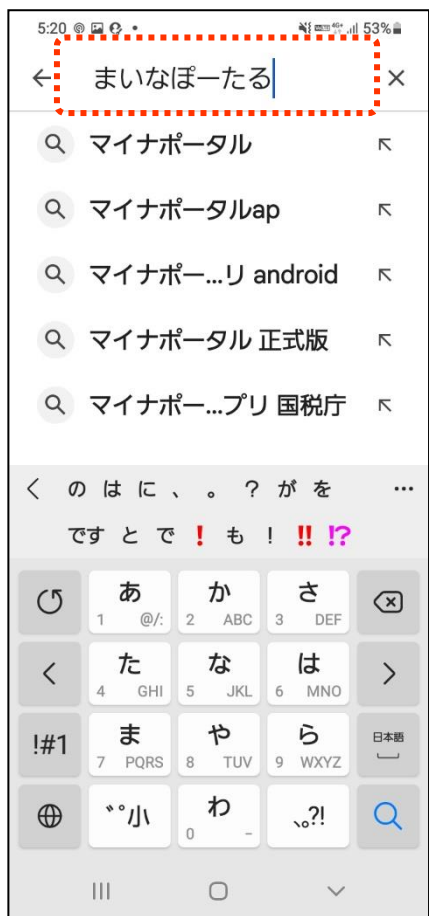 5:20 53%
まいなぽーたる
マイナポータル
マイナポータルap
マイナポー...リ android
マイナポータル 正式版
マイナポー...プリ 国税庁
の は に 、 。 ? が を ...
です と で ❗ も ! ‼ ⁉
あ 1 @/: か 2 ABC さ 3 DEF
た 4 GHI な 5 JKL は 6 MNO
!#1 ま 7 PQRS や 8 TUV ら 9 WXYZ 日本語
゛゜小 わ 0 - 、。?!